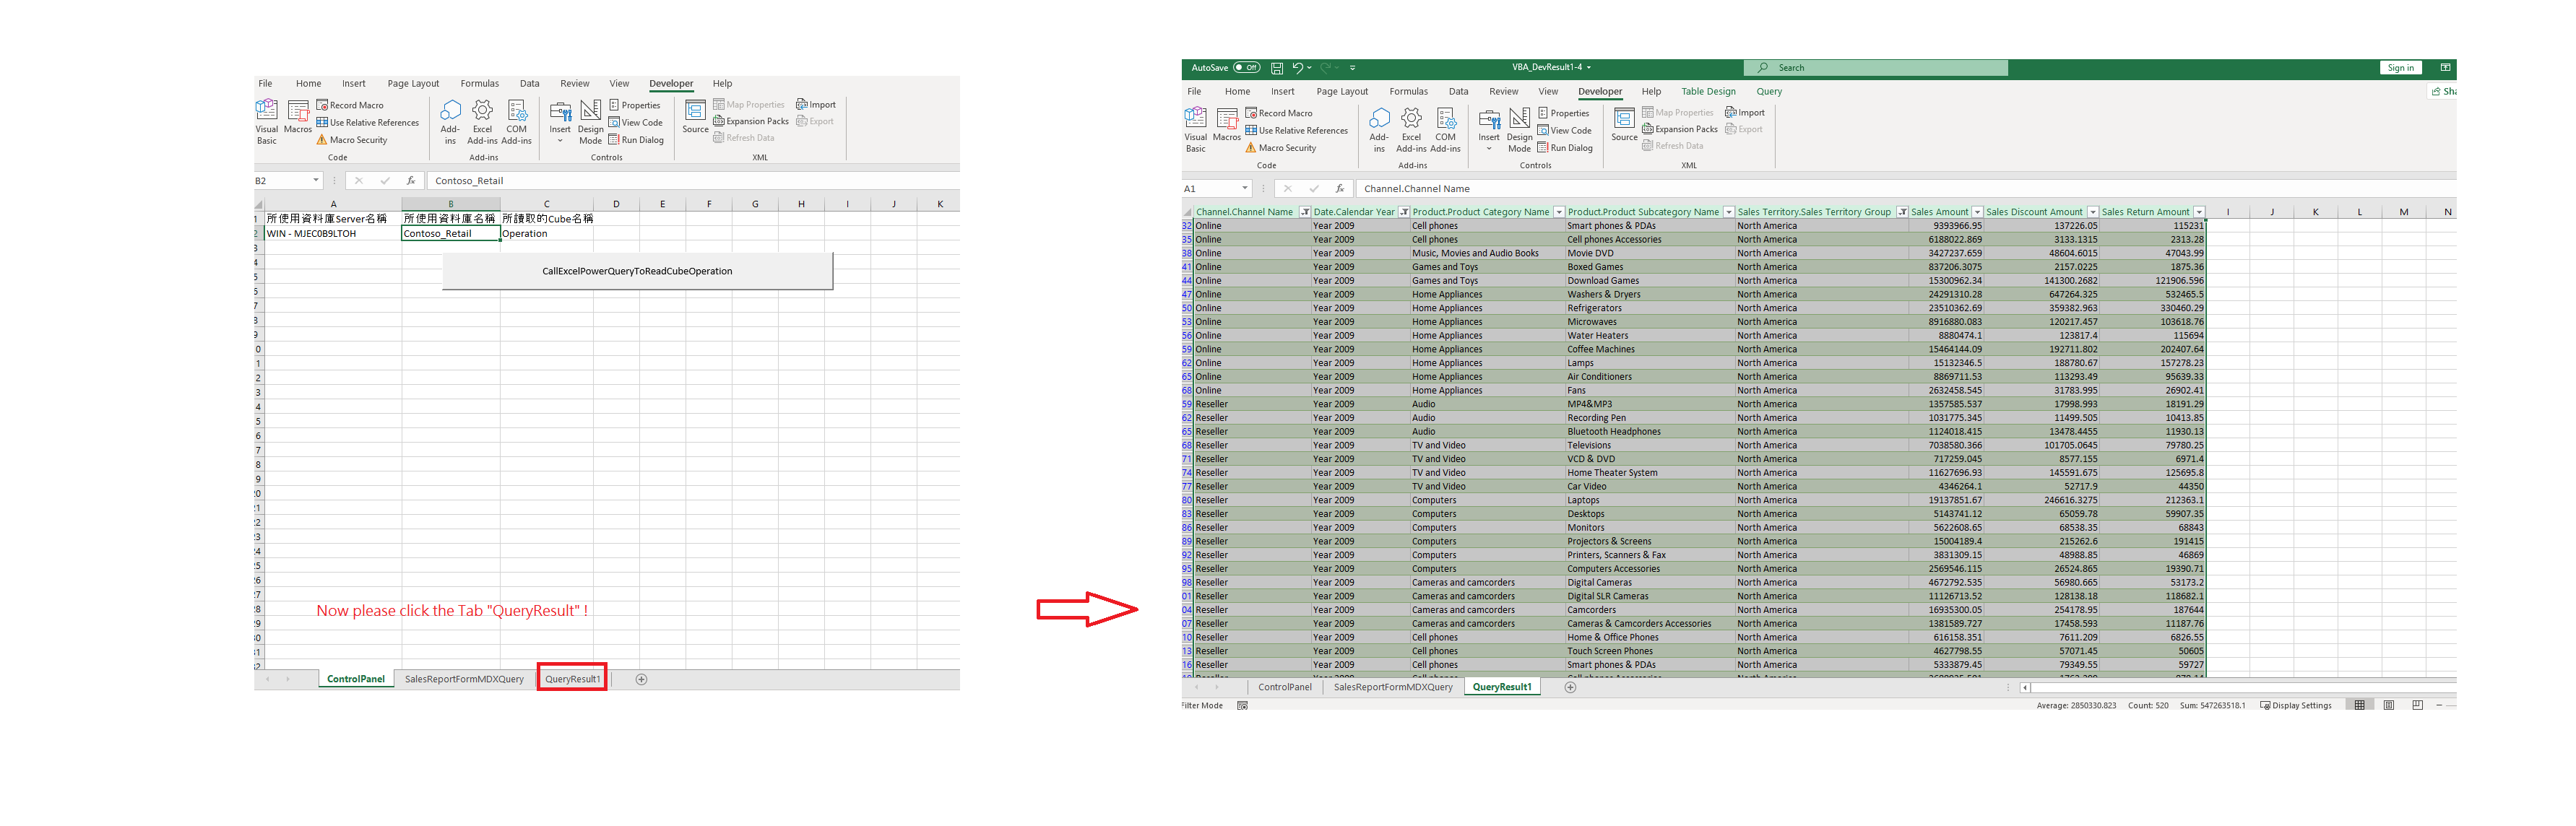 File Home Insert Page Layout Formulas Data Review View Developer Help
Visual Basic Macros Record Macro Use Relative References Macro Security Code
Add-ins Excel Add-ins COM Add-ins Add-ins
Insert Design Mode Properties View Code Run Dialog Controls
Source Map Properties Expansion Packs Refresh Data Import Export XML
B2 fx Contoso_Retail
A B C D E F G H I J K
所使用資料庫Server名稱 所使用資料庫名稱 所讀取的Cube名稱
WIN - MJEC0B9LTOH Contoso_Retail Operation
CallExcelPowerQueryToReadCubeOperation
Now please click the Tab "QueryResult" !
ControlPanel SalesReportFormMDXQuery QueryResult1
AutoSave Off VBA_DevResult1-4 Search Sign in
File Home Insert Page Layout Formulas Data Review View Developer Help Table Design Query
Visual Basic Macros Record Macro Use Relative References Macro Security Code
Add-ins Excel Add-ins COM Add-ins Add-ins
Insert Design Mode Properties View Code Run Dialog Controls
Source Map Properties Expansion Packs Refresh Data Import Export XML
A1 fx Channel.Channel Name
Channel.Channel Name Date.Calendar Year Product.Product Category Name Product.Product Subcategory Name Sales Territory.Sales Territory Group Sales Amount Sales Discount Amount Sales Return Amount I J K L M N
32 Online Year 2009 Cell phones Smart phones & PDAs North America 9393966.95 137226.05 115231
35 Online Year 2009 Cell phones Cell phones Accessories North America 6188022.869 3133.1315 2313.28
38 Online Year 2009 Music, Movies and Audio Books Movie DVD North America 3427237.659 48604.6015 47043.99
41 Online Year 2009 Games and Toys Boxed Games North America 837206.3075 2157.0225 1875.36
44 Online Year 2009 Games and Toys Download Games North America 15300962.34 141300.2682 121906.596
47 Online Year 2009 Home Appliances Washers & Dryers North America 24291310.28 647264.325 532465.5
50 Online Year 2009 Home Appliances Refrigerators North America 23510362.69 359382.963 330460.29
53 Online Year 2009 Home Appliances Microwaves North America 8916880.083 120217.457 103618.76
56 Online Year 2009 Home Appliances Water Heaters North America 8880474.1 123817.4 115694
59 Online Year 2009 Home Appliances Coffee Machines North America 15464144.09 192711.802 202407.64
62 Online Year 2009 Home Appliances Lamps North America 15132346.5 188780.67 157278.23
65 Online Year 2009 Home Appliances Air Conditioners North America 8869711.53 113293.49 95639.33
68 Online Year 2009 Home Appliances Fans North America 2632458.545 31783.995 26902.41
59 Reseller Year 2009 Audio MP4&MP3 North America 1357585.537 17998.993 18191.29
62 Reseller Year 2009 Audio Recording Pen North America 1031775.345 11499.505 10413.85
65 Reseller Year 2009 Audio Bluetooth Headphones North America 1124018.415 13478.4455 11930.13
68 Reseller Year 2009 TV and Video Televisions North America 7038580.366 101705.0645 79780.25
71 Reseller Year 2009 TV and Video VCD & DVD North America 717259.045 8577.155 6971.4
74 Reseller Year 2009 TV and Video Home Theater System North America 11627696.93 145591.675 125695.8
77 Reseller Year 2009 TV and Video Car Video North America 4346264.1 52717.9 44350
80 Reseller Year 2009 Computers Laptops North America 19137851.67 246616.3275 212363.1
83 Reseller Year 2009 Computers Desktops North America 5143741.12 65059.78 59907.35
86 Reseller Year 2009 Computers Monitors North America 5622608.65 68538.35 68843
89 Reseller Year 2009 Computers Projectors & Screens North America 15004189.4 215262.6 191415
92 Reseller Year 2009 Computers Printers, Scanners & Fax North America 3831309.15 48988.85 46869
95 Reseller Year 2009 Computers Computers Accessories North America 2569546.115 26524.865 19390.71
98 Reseller Year 2009 Cameras and camcorders Digital Cameras North America 4672792.535 56980.665 53173.2
01 Reseller Year 2009 Cameras and camcorders Digital SLR Cameras North America 11126713.52 128138.18 118682.1
04 Reseller Year 2009 Cameras and camcorders Camcorders North America 16935300.05 254178.95 187644
07 Reseller Year 2009 Cameras and camcorders Cameras & Camcorders Accessories North America 1381589.727 17458.593 11187.76
10 Reseller Year 2009 Cell phones Home & Office Phones North America 616158.351 7611.209 6826.55
13 Reseller Year 2009 Cell phones Touch Screen Phones North America 4627798.55 57071.45 50605
16 Reseller Year 2009 Cell phones Smart phones & PDAs North America 5333879.45 79349.55 59727
ControlPanel SalesReportFormMDXQuery QueryResult1
Filter Mode Average: 2850330.823 Count: 520 Sum: 547263518.1 Display Settings